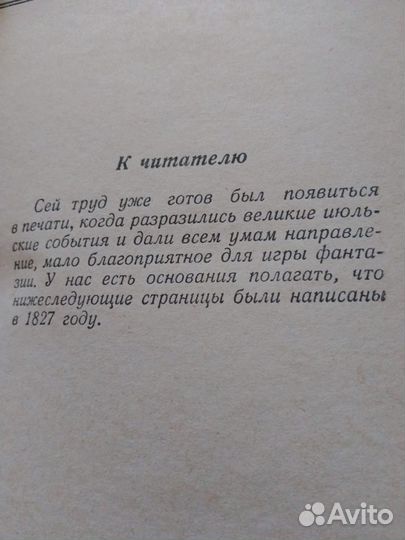 К читателю
Сей труд уже готов был появиться
в печати, когда разразились великие июль-
ские события и дали всем умам направле-
ние, мало благоприятное для игры фанта-
зии. У нас есть основания полагать, что
нижеследующие страницы были написаны
в 1827 году.
Avito